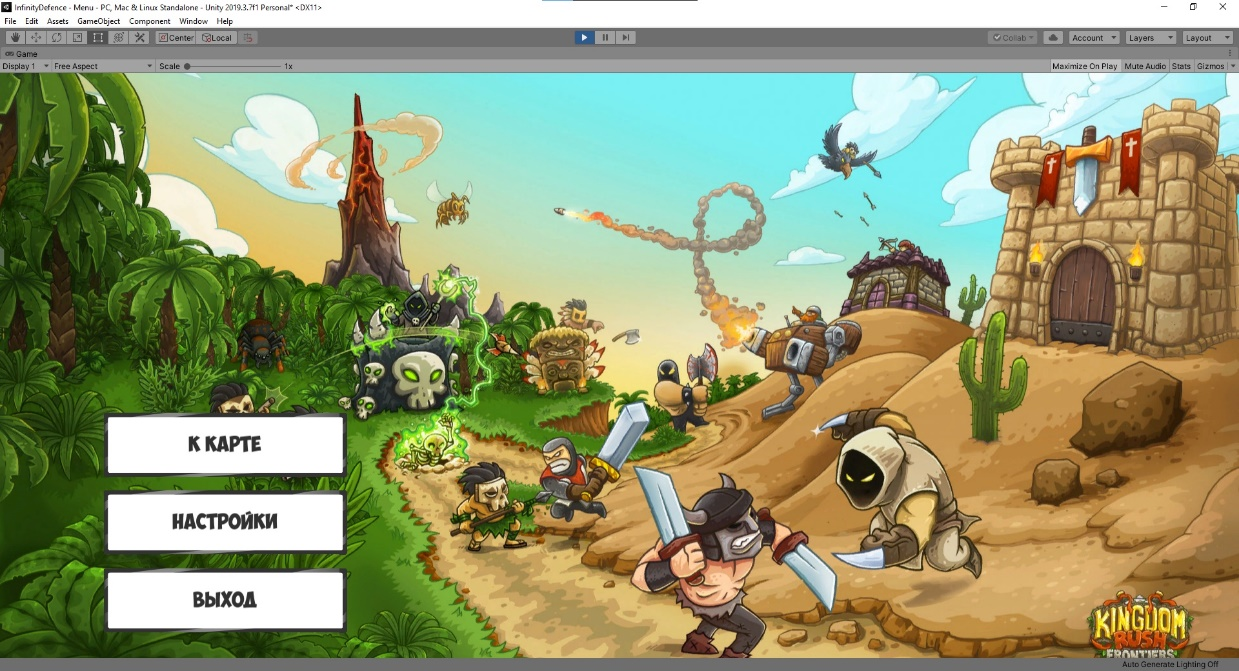 InfinityDefence - Menu - PC, Mac & Linux Standalone - Unity 2019.3.7f1 Personal* <DX11>
File Edit Assets GameObject Component Window Help
Center Local Collab Account Layers Layout
Game
Display 1 Free Aspect Scale 1x Maximize On Play Mute Audio Stats Gizmos
К КАРТЕ
НАСТРОЙКИ
ВЫХОД
KINGDOM
RUSH
FRONTIERS
Auto Generate Lighting Off